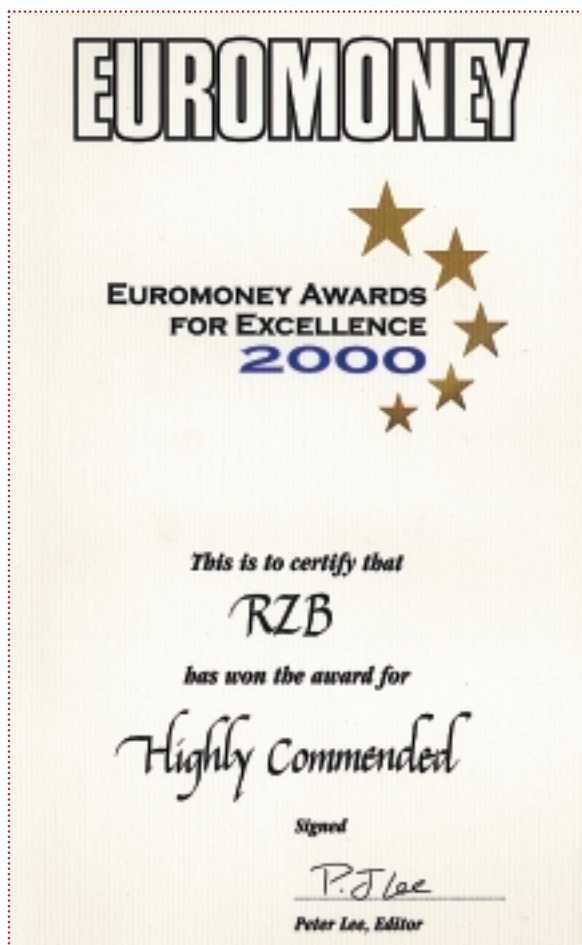 EUROMONEY
EUROMONEY AWARDS
FOR EXCELLENCE
2000
This is to certify that
RZB
has won the award for
Highly Commended
Signed
P. J Lee
Peter Lee, Editor